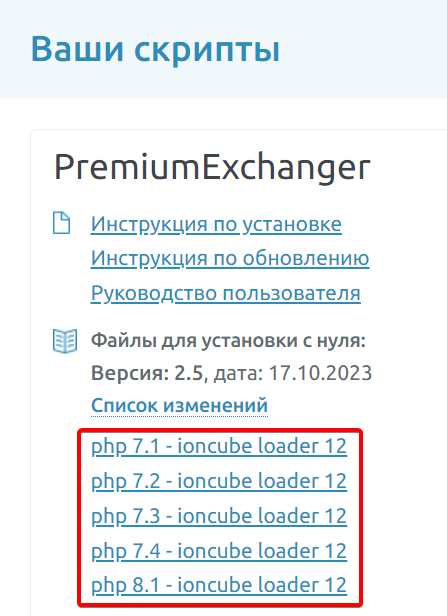 Ваши скрипты
PremiumExchanger
Инструкция по установке
Инструкция по обновлению
Руководство пользователя
Файлы для установки с нуля:
Версия: 2.5, дата: 17.10.2023
Список изменений
php 7.1 - ioncube loader 12
php 7.2 - ioncube loader 12
php 7.3 - ioncube loader 12
php 7.4 - ioncube loader 12
php 8.1 - ioncube loader 12